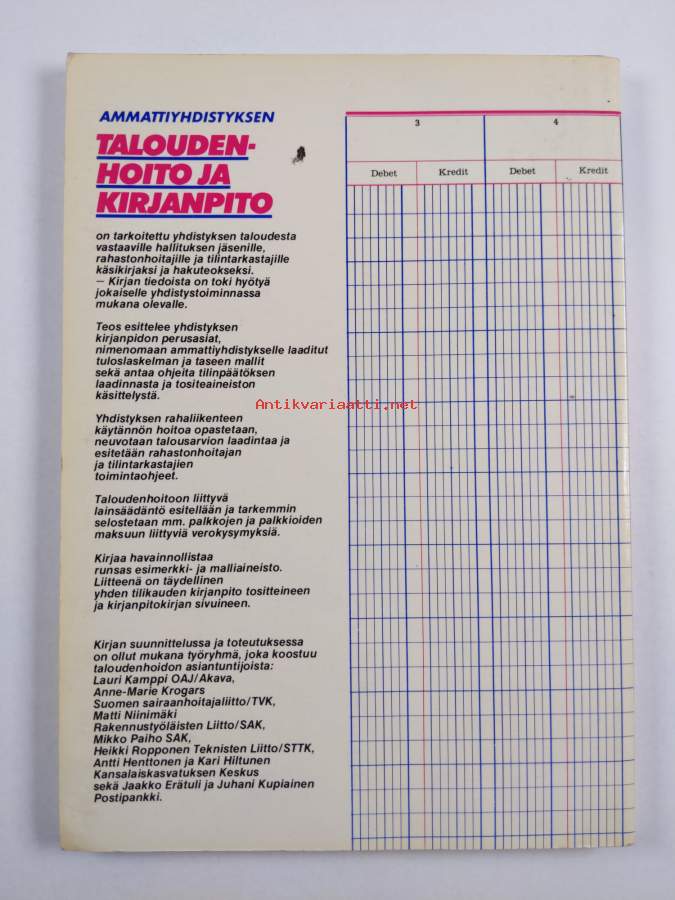 AMMATTIYHDISTYKSEN
TALOUDEN-
HOITO JA
KIRJANPITO
on tarkoitettu yhdistyksen taloudesta
vastaaville hallituksen jäsenille,
rahastonhoitajille ja tilintarkastajille
käsikirjaksi ja hakuteokseksi.
— Kirjan tiedoista on toki hyötyä
jokaiselle yhdistystoiminnassa
mukana olevalle.
Teos esittelee yhdistyksen
kirjanpidon perusasiat,
nimenomaan ammattiyhdistykselle laaditut
tuloslaskelman ja taseen mallit
sekä antaa ohjeita tilinpäätöksen
laadinnasta ja tositeaineiston
käsittelystä.
Yhdistyksen rahaliikenteen
käytännön hoitoa opastetaan,
neuvotaan talousarvion laadintaa ja
esitetään rahastonhoitajan
ja tilintarkastajien
toimintaohjeet.
Taloudenhoitoon liittyvä
lainsäädäntö esitellään ja tarkemmin
selostetaan mm. palkkojen ja palkkioiden
maksuun liittyviä verokysymyksiä.
Kirjaa havainnollistaa
runsas esimerkki- ja malliaineisto.
Liitteenä on täydellinen
yhden tilikauden kirjanpito tositteineen
ja kirjanpitokirjan sivuineen.
Kirjan suunnittelussa ja toteutuksessa
on ollut mukana työryhmä, joka koostuu
taloudenhoidon asiantuntijoista:
Lauri Kamppi OAJ/Akava,
Anne-Marie Krogars
Suomen sairaanhoitajaliitto/TVK,
Matti Niinimäki
Rakennustyöläisten Liitto/SAK,
Mikko Paiho SAK,
Heikki Ropponen Teknisten Liitto/STTK,
Antti Henttonen ja Kari Hiltunen
Kansalaiskasvatuksen Keskus
sekä Jaakko Erätuli ja Juhani Kupiainen
Postipankki.
3 4
Debet Kredit Debet Kredit
Antikvariaatti.net